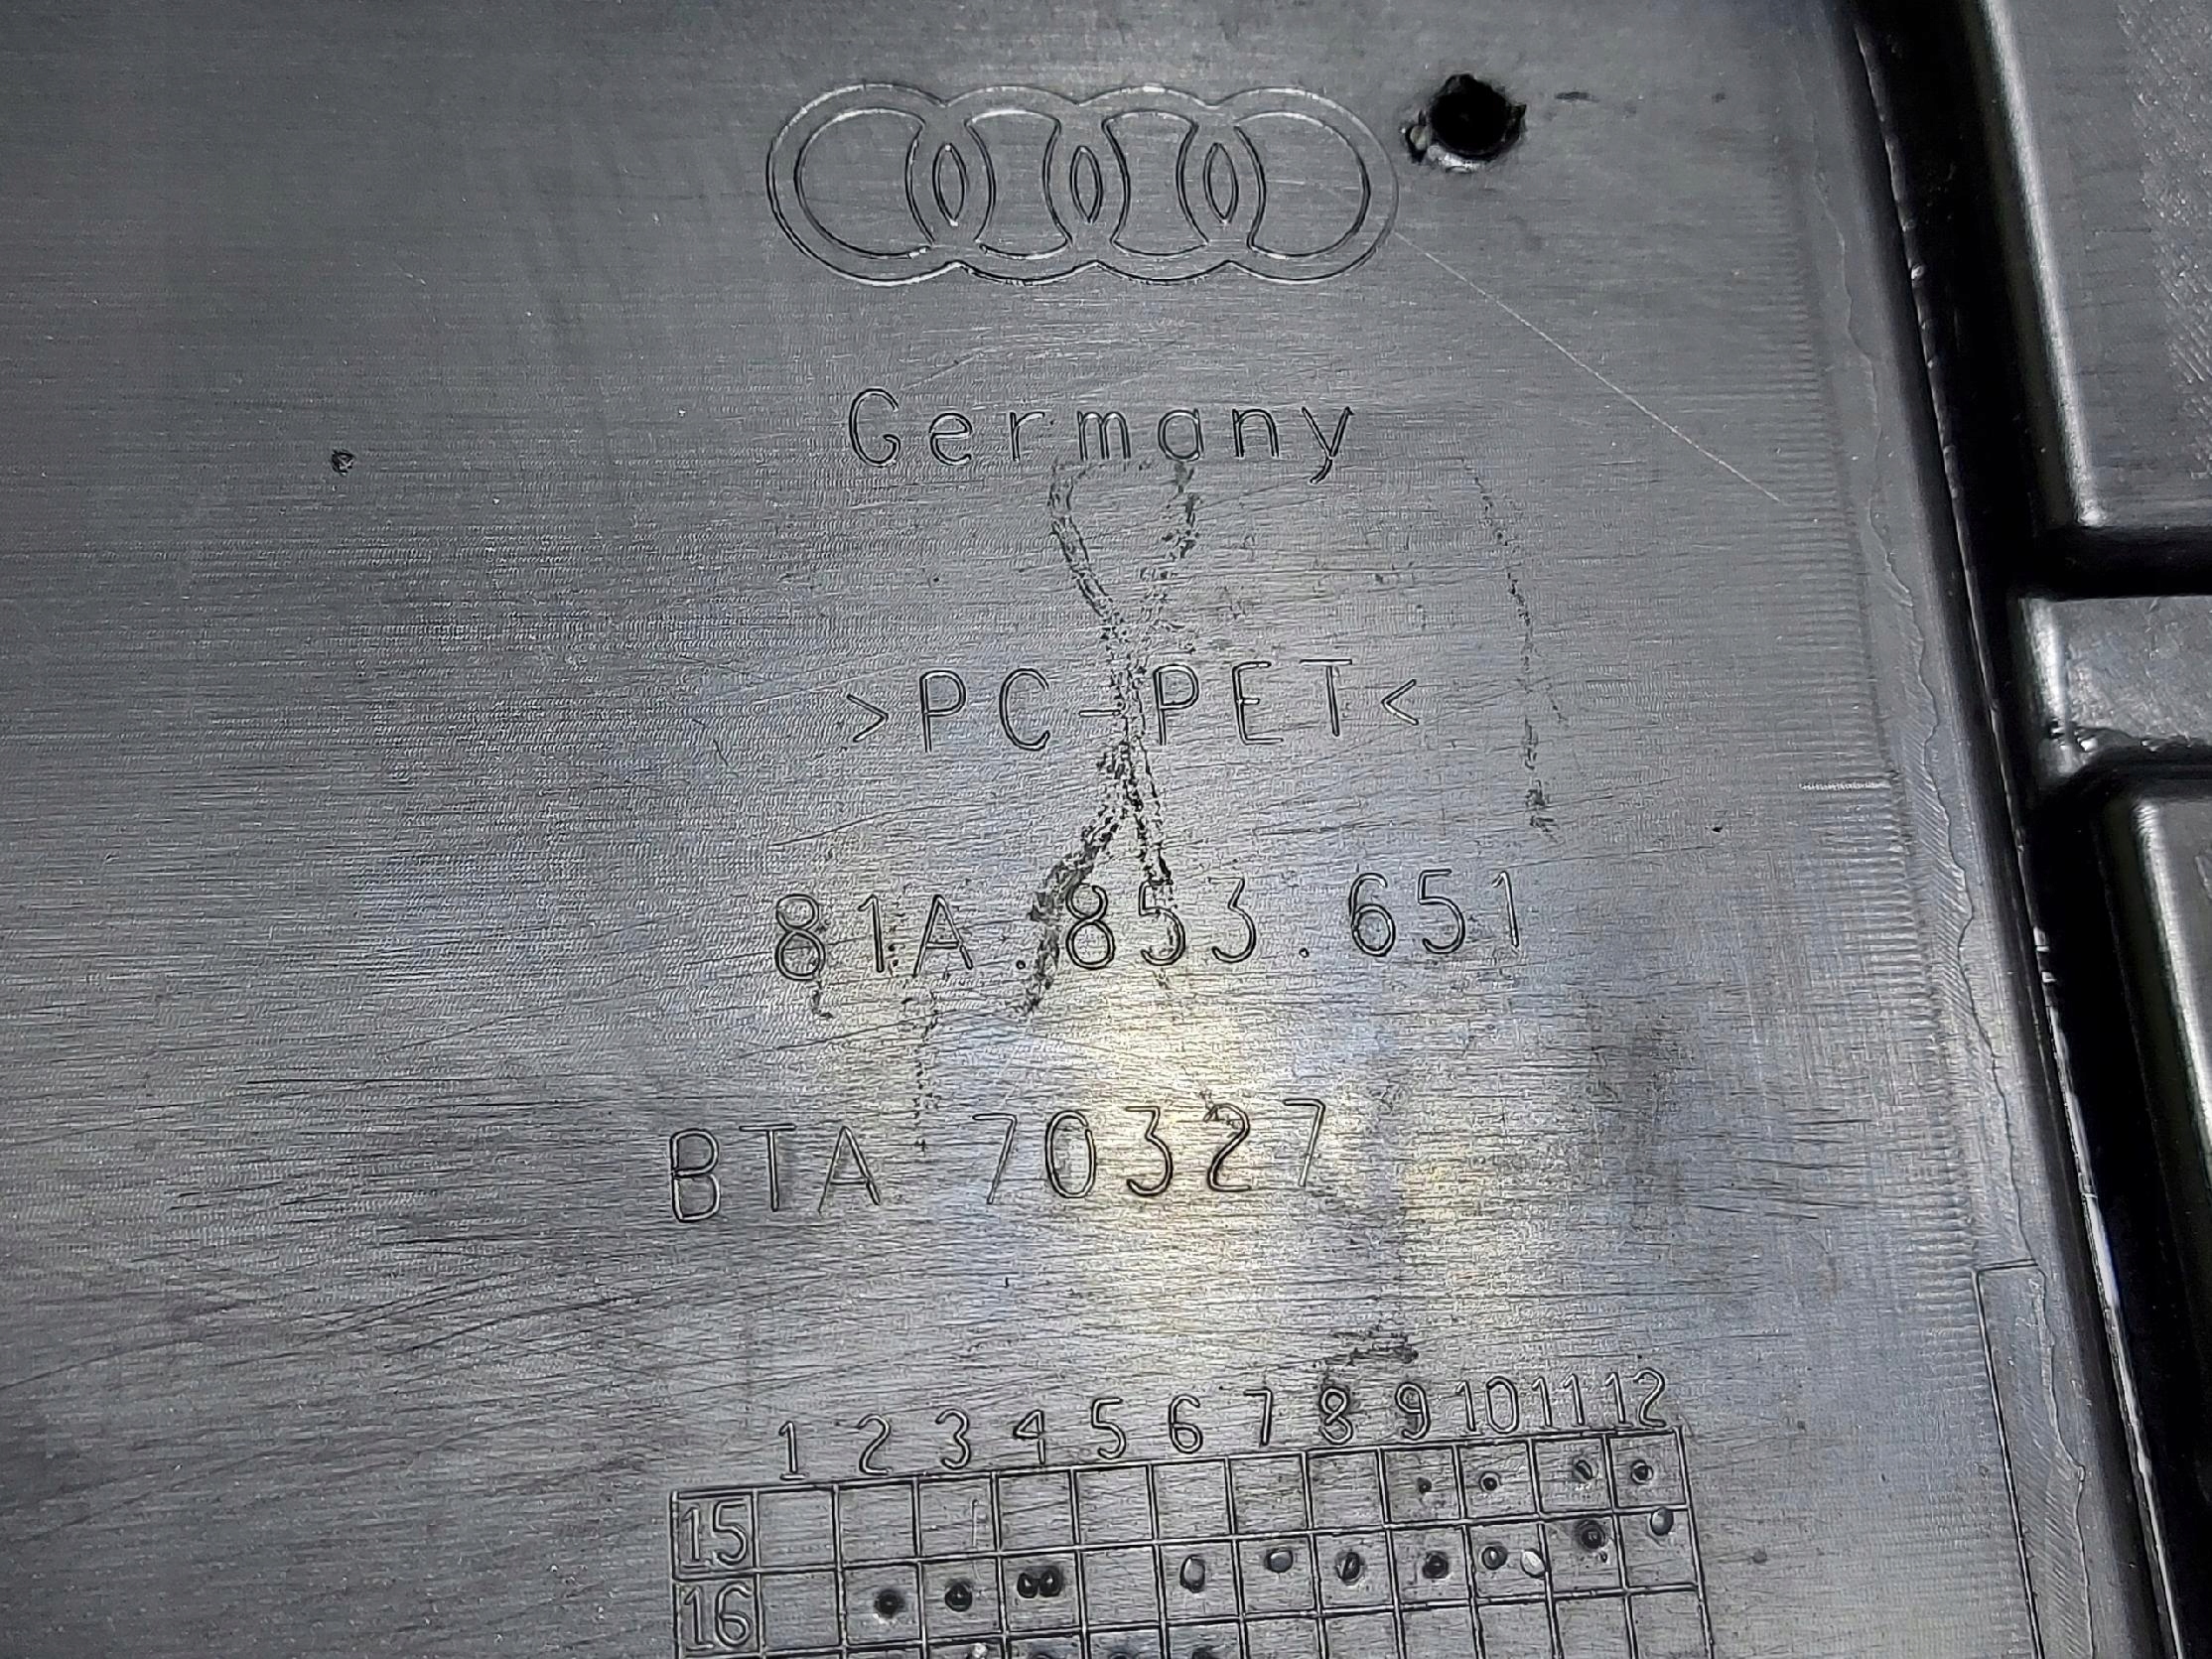 Germany
>PC-PET<
81A.853.651
BTA 70327
1 2 3 4 5 6 7 8 9 10 11 12
15
16